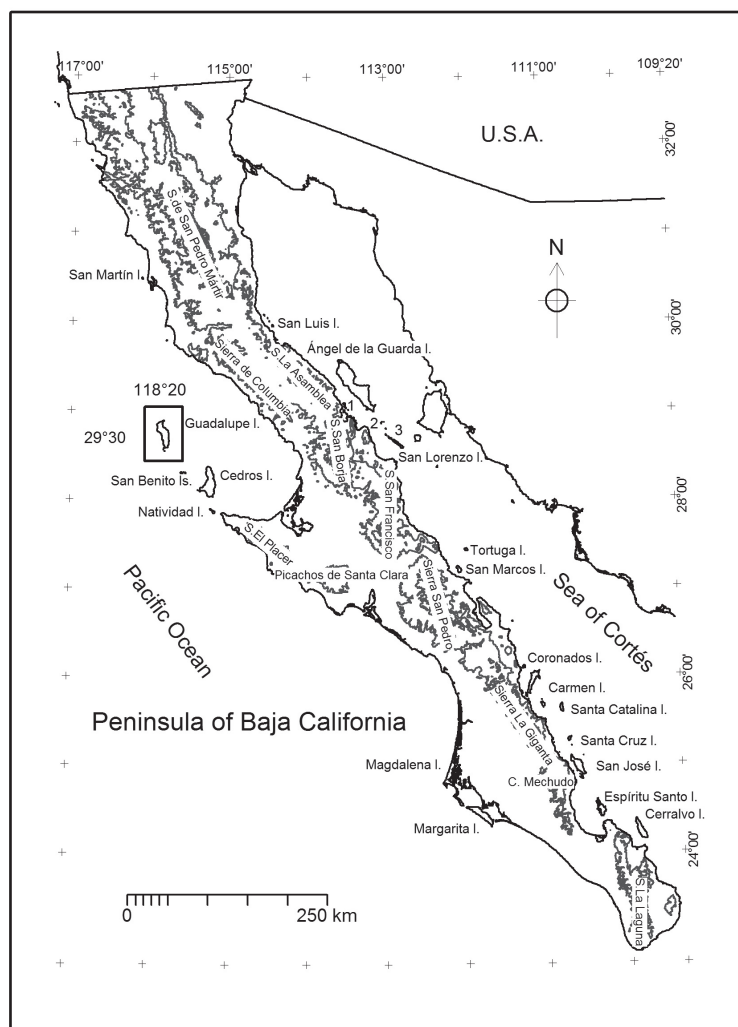 117°00'
115°00'
113°00'
111°00'
109°20'
U.S.A.
32°00'
S.de San Pedro Mártir
N
San Martín I.
30°00'
San Luis I.
Ángel de la Guarda I.
S.La Asamblea
Sierra de Columbia
118°20
1
Guadalupe I.
2
3
29°30
S.San Borja
San Lorenzo I.
San Benito Is.
Cedros I.
28°00'
S.San Francisco
Natividad I.
S.El Placer
Tortuga I.
Picachos de Santa Clara
San Marcos I.
Sierra San Pedro
Sea of Cortés
Pacific Ocean
Coronados I.
26°00'
Carmen I.
Santa Catalina I.
Sierra La Giganta
Peninsula of Baja California
Santa Cruz I.
Magdalena I.
San José I.
C. Mechudo
Espíritu Santo I.
Cerralvo I.
Margarita I.
24°00'
S.La Laguna
0
250 km